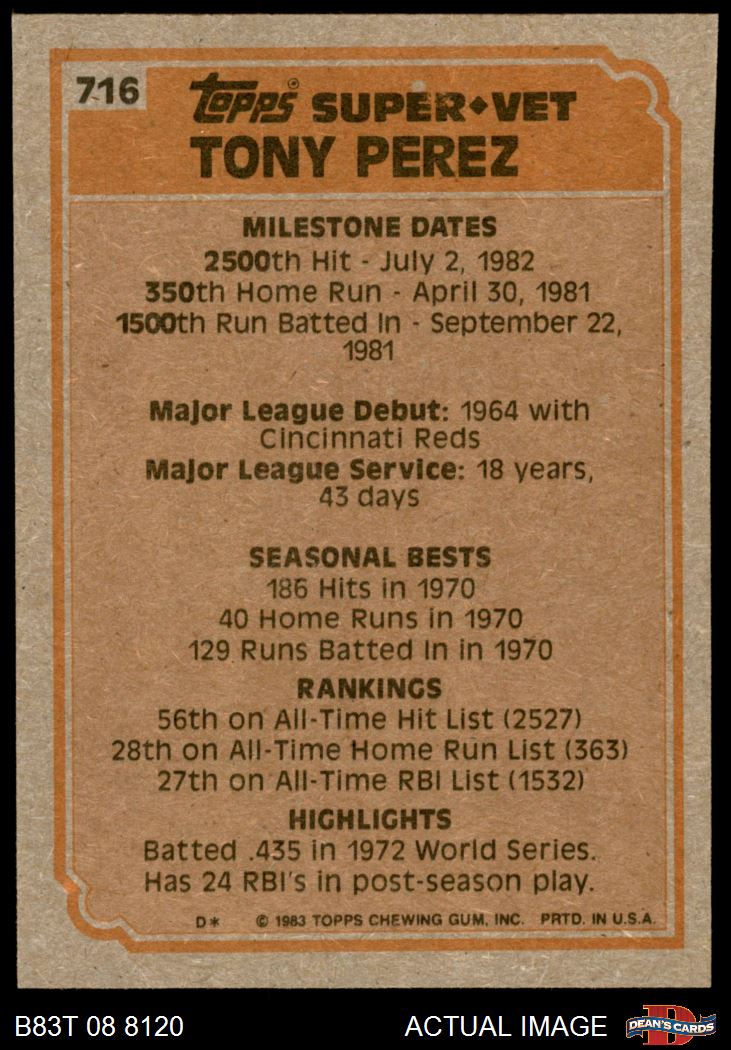 716
Topps® SUPER♦VET
TONY PEREZ
MILESTONE DATES
2500th Hit - July 2, 1982
350th Home Run - April 30, 1981
1500th Run Batted In - September 22,
1981
Major League Debut: 1964 with
Cincinnati Reds
Major League Service: 18 years,
43 days
SEASONAL BESTS
186 Hits in 1970
40 Home Runs in 1970
129 Runs Batted In in 1970
RANKINGS
56th on All-Time Hit List (2527)
28th on All-Time Home Run List (363)
27th on All-Time RBI List (1532)
HIGHLIGHTS
Batted .435 in 1972 World Series.
Has 24 RBI's in post-season play.
D* © 1983 TOPPS CHEWING GUM, INC. PRTD. IN U.S.A.
B83T 08 8120 ACTUAL IMAGE D DEAN'S CARDS